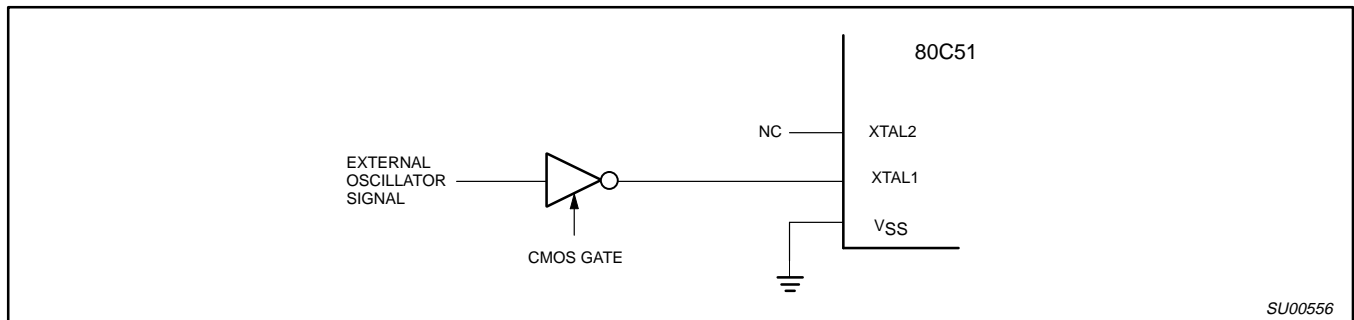 80C51
NC
XTAL2
EXTERNAL
OSCILLATOR
SIGNAL
XTAL1
VSS
CMOS GATE
SU00556